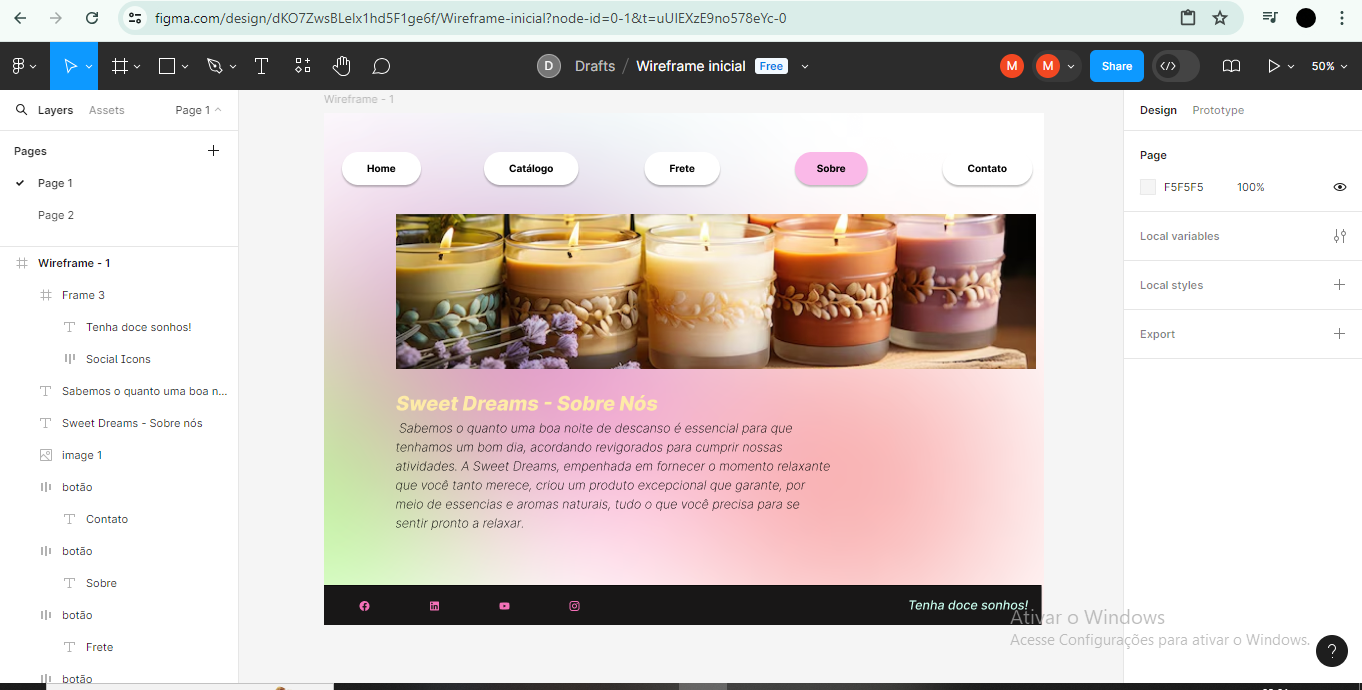 figma.com/design/dKO7ZwsBLelx1hd5F1ge6f/Wireframe-inicial?node-id=0-1&t=uUIEXzE9no578eYc-0
D Drafts / Wireframe inicial Free M M Share 50%
Layers Assets Page 1
Pages
Page 1
Page 2
Wireframe - 1
Frame 3
Tenha doce sonhos!
Social Icons
Sabemos o quanto uma boa n...
Sweet Dreams - Sobre nós
image 1
botão
Contato
botão
Sobre
botão
Frete
botão
Wireframe - 1
Home Catálogo Frete Sobre Contato
Sweet Dreams - Sobre Nós
Sabemos o quanto uma boa noite de descanso é essencial para que
tenhamos um bom dia, acordando revigorados para cumprir nossas
atividades. A Sweet Dreams, empenhada em fornecer o momento relaxante
que você tanto merece, criou um produto excepcional que garante, por
meio de essencias e aromas naturais, tudo o que você precisa para se
sentir pronto a relaxar.
Tenha doce sonhos!
Design Prototype
Page
F5F5F5 100%
Local variables
Local styles
Export
Ativar o Windows
Acesse Configurações para ativar o Windows.
?